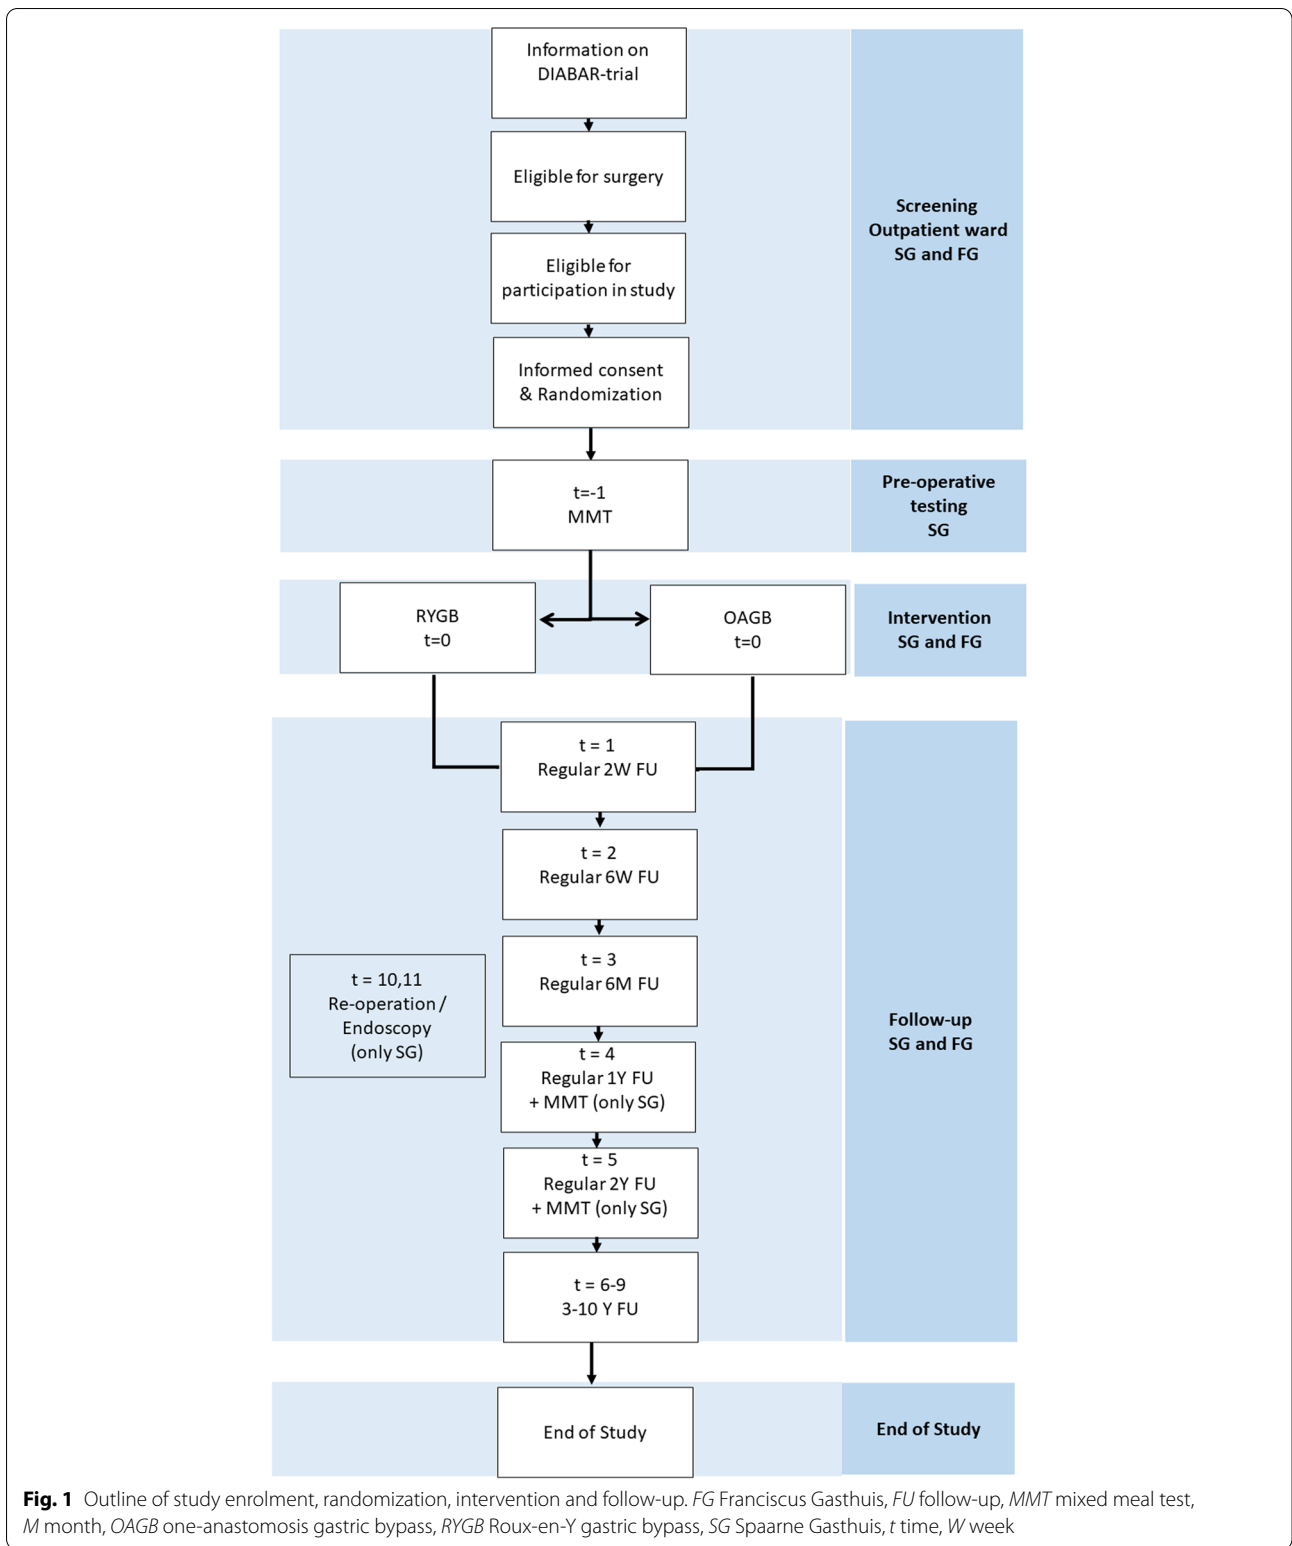 Information on
DIABAR-trial
Eligible for surgery
Eligible for
participation in study
Informed consent
& Randomization
Screening
Outpatient ward
SG and FG
t=-1
MMT
Pre-operative
testing
SG
RYGB
t=0
OAGB
t=0
Intervention
SG and FG
t = 1
Regular 2W FU
t = 2
Regular 6W FU
t = 3
Regular 6M FU
t = 10,11
Re-operation /
Endoscopy
(only SG)
t = 4
Regular 1Y FU
+ MMT (only SG)
t = 5
Regular 2Y FU
+ MMT (only SG)
t = 6-9
3-10 Y FU
Follow-up
SG and FG
End of Study
End of Study
Fig. 1 Outline of study enrolment, randomization, intervention and follow-up. FG Franciscus Gasthuis, FU follow-up, MMT mixed meal test,
M month, OAGB one-anastomosis gastric bypass, RYGB Roux-en-Y gastric bypass, SG Spaarne Gasthuis, t time, W week